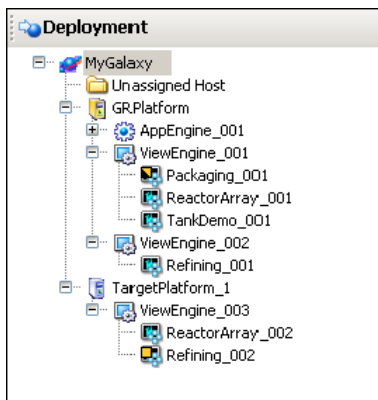 Deployment
MyGalaxy
Unassigned Host
GRPlatform
AppEngine_001
ViewEngine_001
Packaging_001
ReactorArray_001
TankDemo_001
ViewEngine_002
Refining_001
TargetPlatform_1
ViewEngine_003
ReactorArray_002
Refining_002